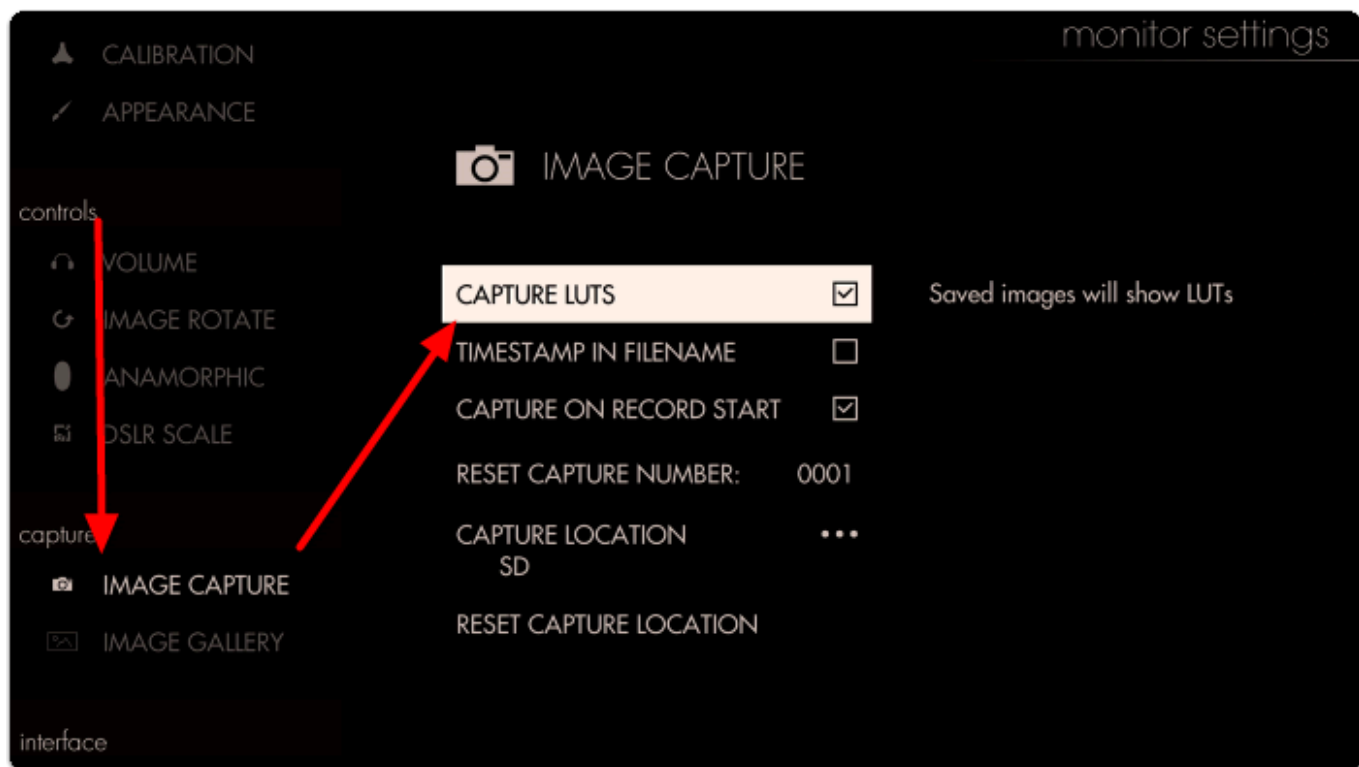 monitor settings
CALIBRATION
APPEARANCE
controls
VOLUME
IMAGE ROTATE
ANAMORPHIC
DSLR SCALE
capture
IMAGE CAPTURE
IMAGE GALLERY
interface
IMAGE CAPTURE
CAPTURE LUTS
Saved images will show LUTs
TIMESTAMP IN FILENAME
CAPTURE ON RECORD START
RESET CAPTURE NUMBER: 0001
CAPTURE LOCATION •••
SD
RESET CAPTURE LOCATION